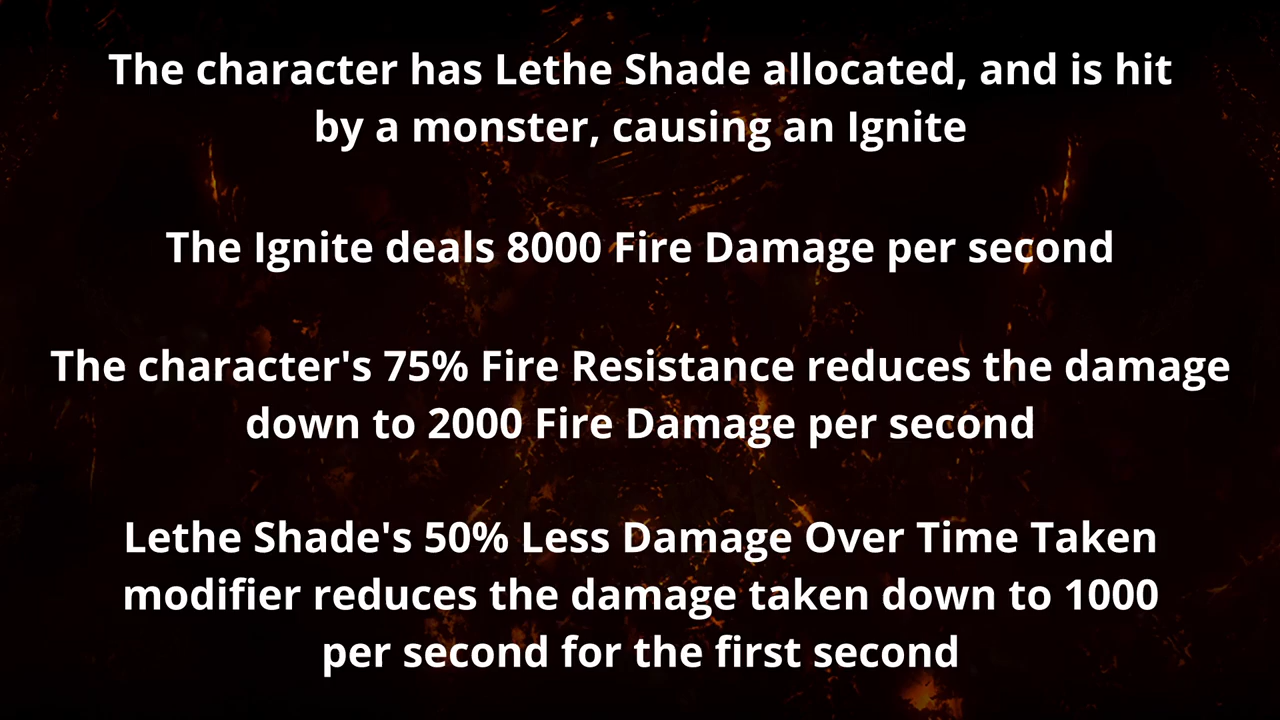 The character has Lethe Shade allocated, and is hit
by a monster, causing an Ignite
The Ignite deals 8000 Fire Damage per second
The character's 75% Fire Resistance reduces the damage
down to 2000 Fire Damage per second
Lethe Shade's 50% Less Damage Over Time Taken
modifier reduces the damage taken down to 1000
per second for the first second